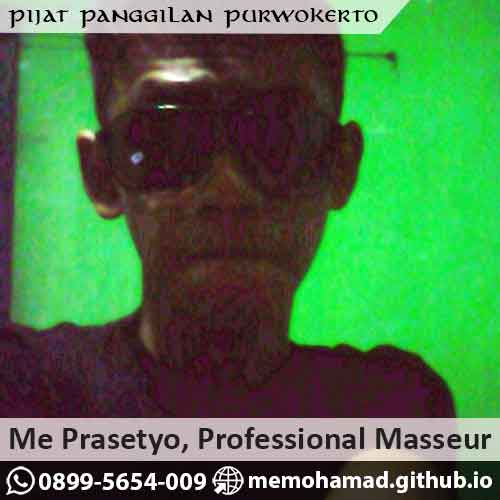 Pijat Panggilan Purwokerto
Me Prasetyo, Professional Masseur
0899-5654-009 memohamad.github.io